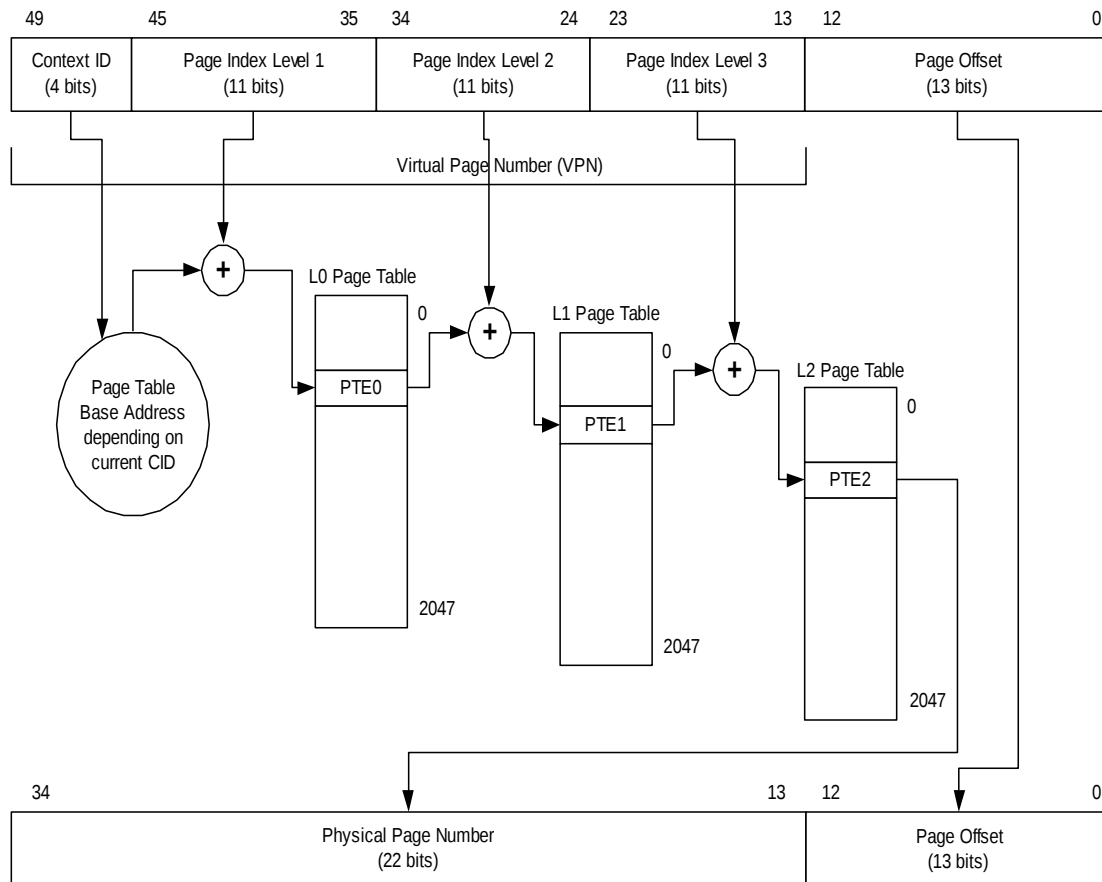 49 45 35 34 24 23 13 12 0
Context ID
(4 bits)
Page Index Level 1
(11 bits)
Page Index Level 2
(11 bits)
Page Index Level 3
(11 bits)
Page Offset
(13 bits)
Virtual Page Number (VPN)
+
L0 Page Table
0
PTE0
2047
+
L1 Page Table
0
PTE1
2047
+
L2 Page Table
0
PTE2
2047
Page Table
Base Address
depending on
current CID
34 13 12 0
Physical Page Number
(22 bits)
Page Offset
(13 bits)